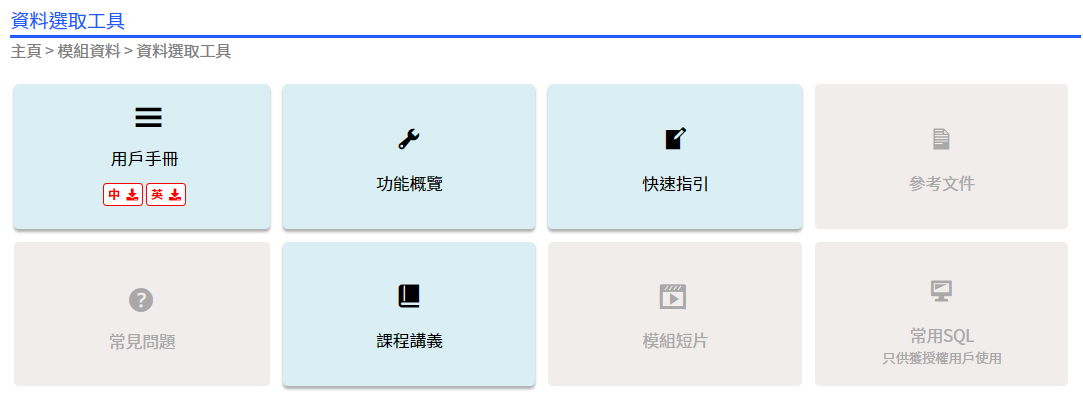 資料選取工具
主頁 > 模組資料 > 資料選取工具
用戶手冊
中 英
功能概覽
快速指引
參考文件
常見問題
課程講義
模組短片
常用SQL
只供獲授權用戶使用